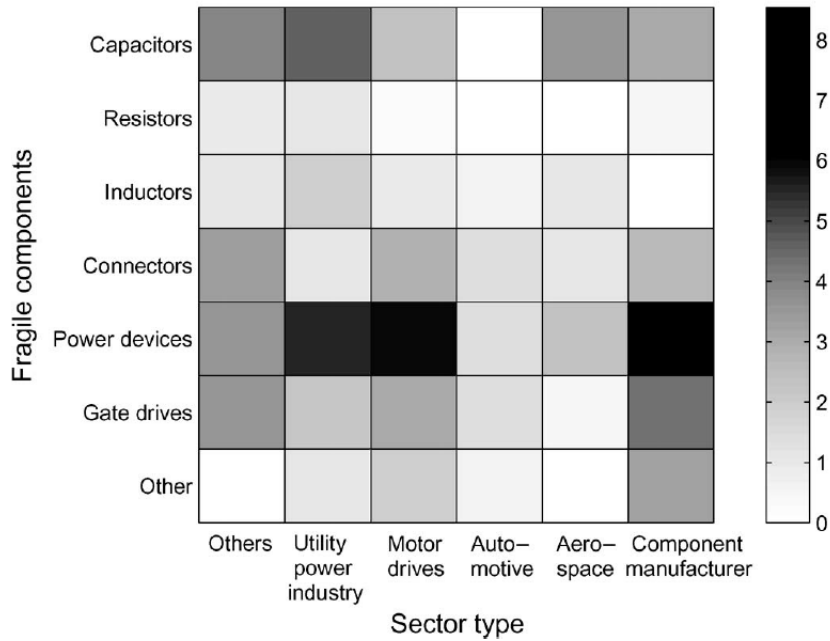 Fragile components
Capacitors
Resistors
Inductors
Connectors
Power devices
Gate drives
Other
8
7
6
5
4
3
2
1
0
Others
Utility
power
industry
Motor
drives
Auto–
motive
Aero–
space
Component
manufacturer
Sector type